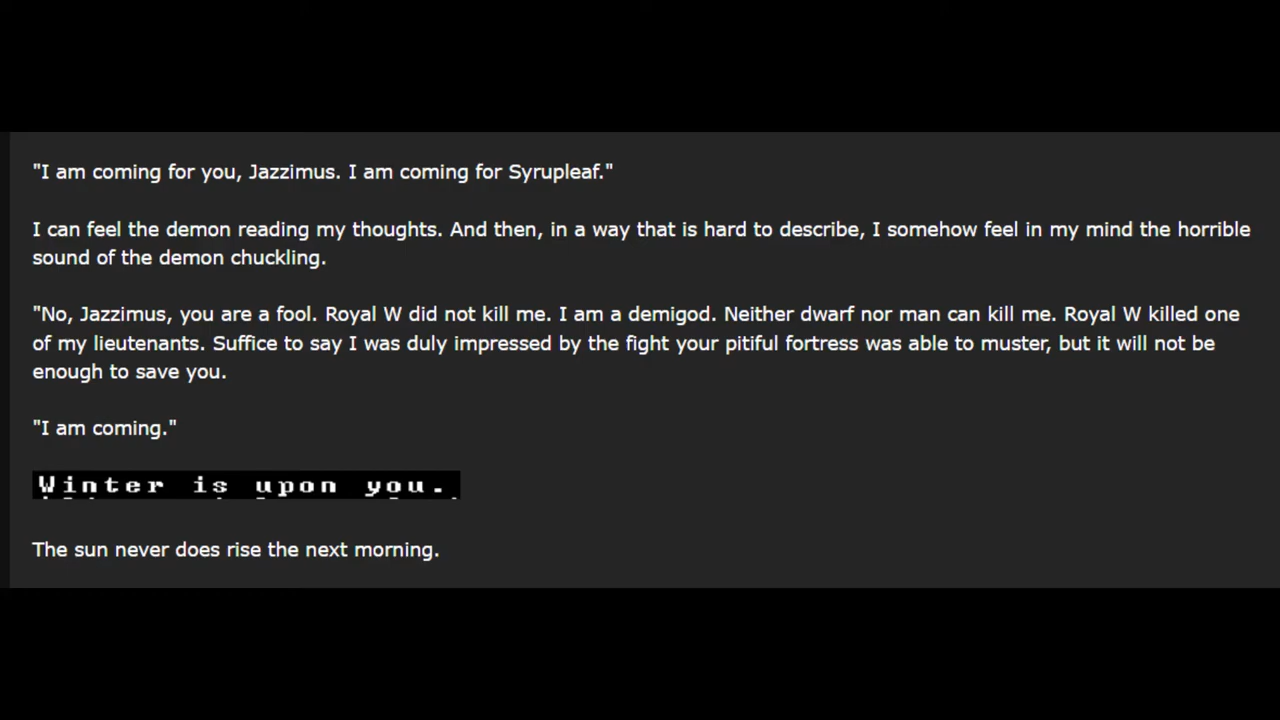 "I am coming for you, Jazzimus. I am coming for Syrupleaf."
I can feel the demon reading my thoughts. And then, in a way that is hard to describe, I somehow feel in my mind the horrible
sound of the demon chuckling.
"No, Jazzimus, you are a fool. Royal W did not kill me. I am a demigod. Neither dwarf nor man can kill me. Royal W killed one
of my lieutenants. Suffice to say I was duly impressed by the fight your pitiful fortress was able to muster, but it will not be
enough to save you.
"I am coming."
Winter is upon you.
The sun never does rise the next morning.